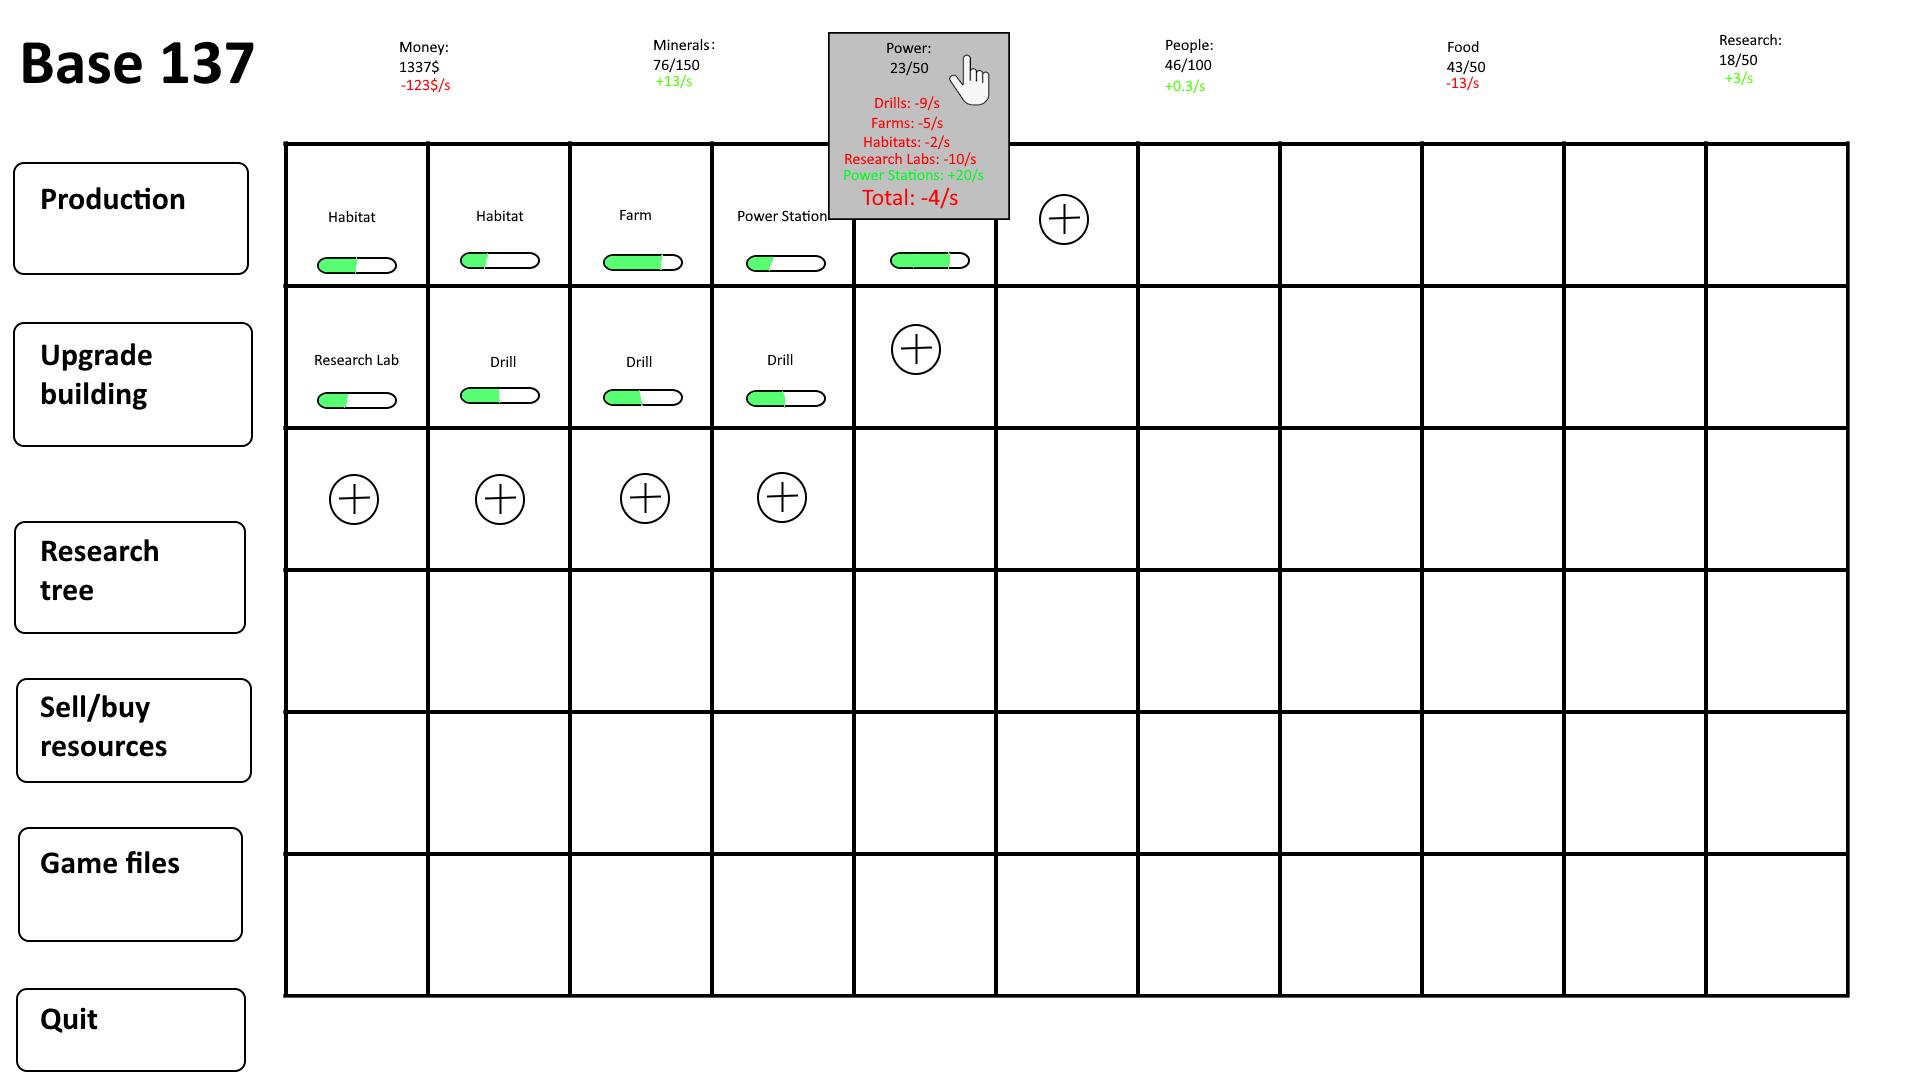 Base 137
Money:
1337$
-123$/s
Minerals:
76/150
+13/s
Power:
23/50
Drills: -9/s
Farms: -5/s
Habitats: -2/s
Research Labs: -10/s
Power Stations: +20/s
Total: -4/s
People:
46/100
+0.3/s
Food
43/50
-13/s
Research:
18/50
+3/s
Production
Upgrade
building
Research
tree
Sell/buy
resources
Game files
Quit
Habitat
Habitat
Farm
Power Station
Research Lab
Drill
Drill
Drill